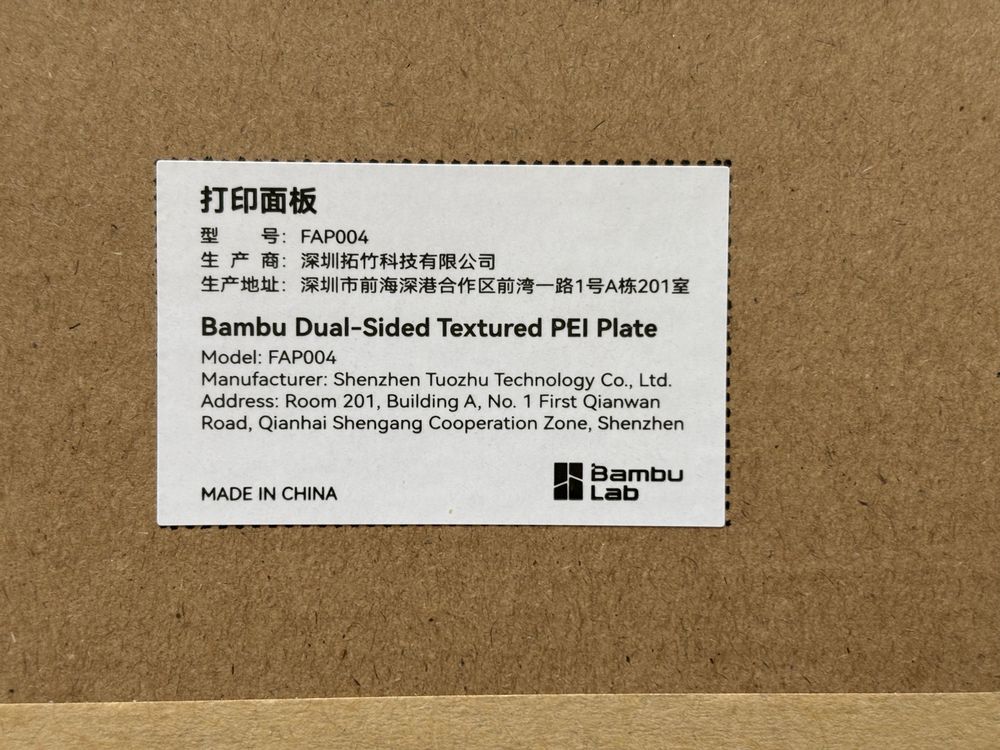 打印面板
型 号： FAP004
生 产 商： 深圳拓竹科技有限公司
生产地址： 深圳市前海深港合作区前湾一路1号A栋201室
Bambu Dual-Sided Textured PEI Plate
Model: FAP004
Manufacturer: Shenzhen Tuozhu Technology Co., Ltd.
Address: Room 201, Building A, No. 1 First Qianwan
Road, Qianhai Shengang Cooperation Zone, Shenzhen
MADE IN CHINA
Bambu
Lab